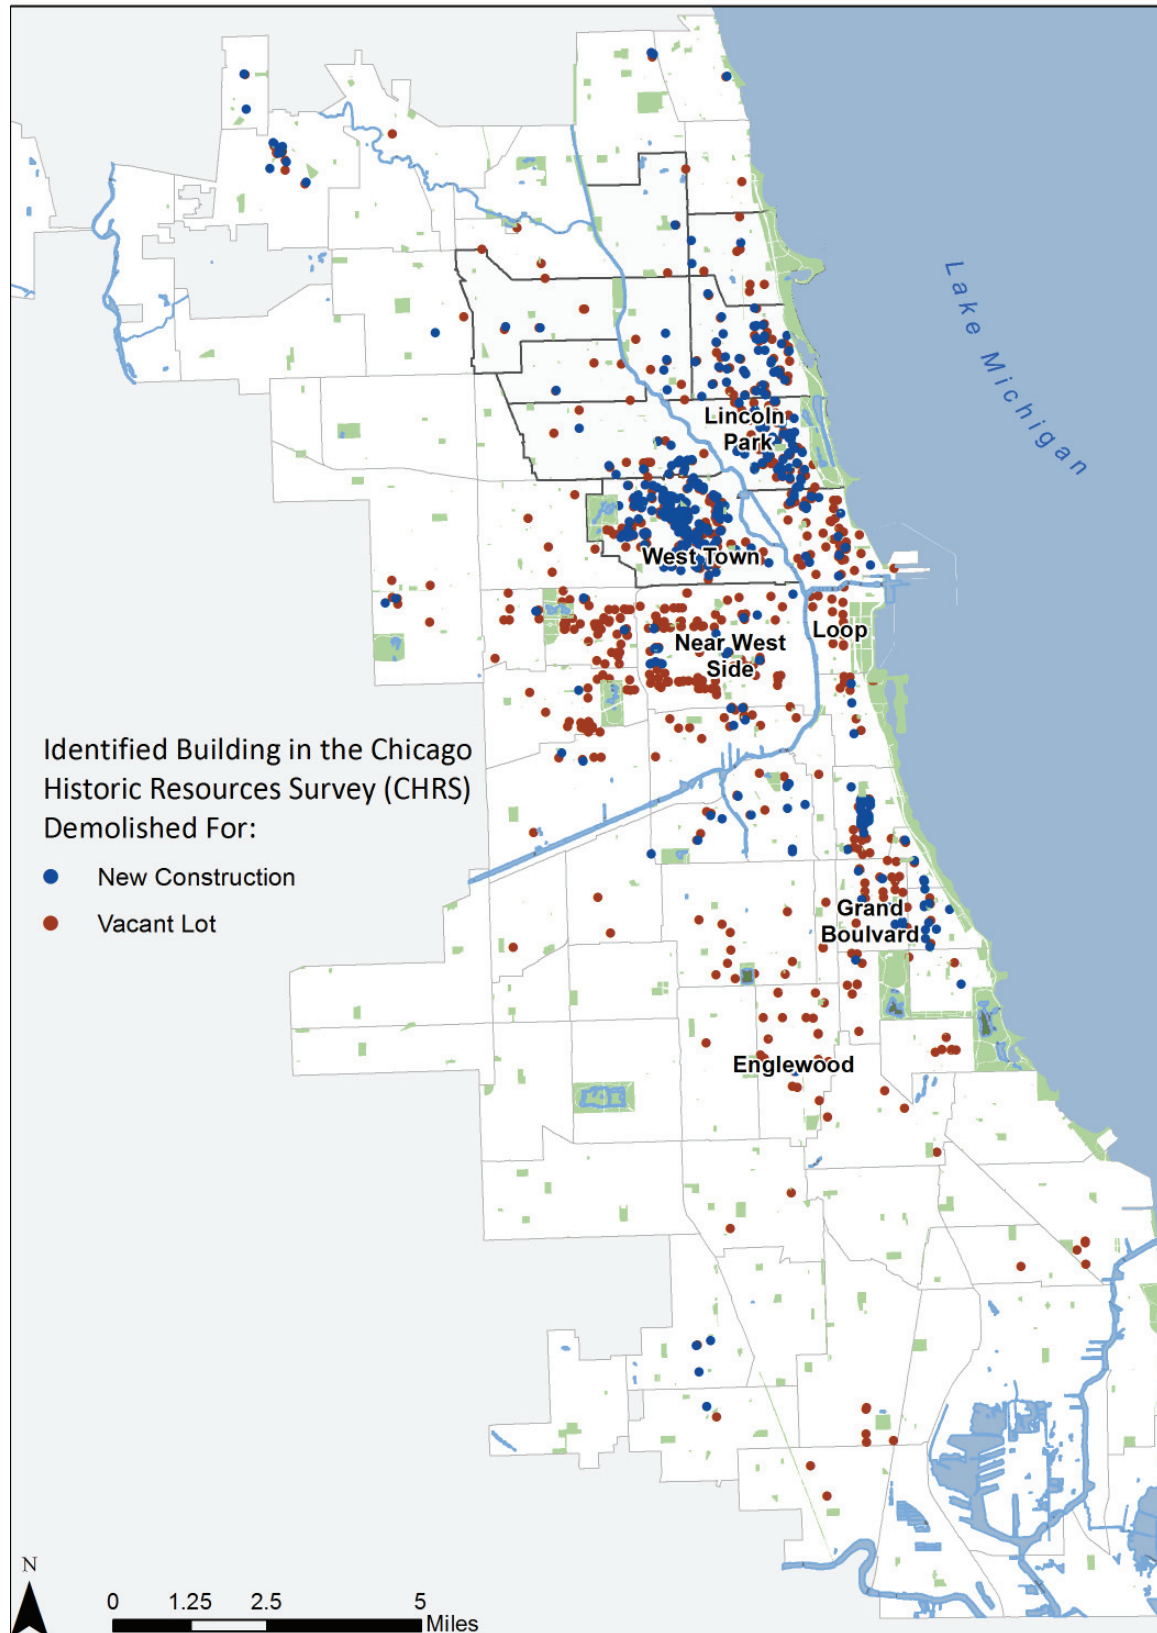 Lake Michigan
Lincoln
Park
West Town
Near West
Side
Loop
Identified Building in the Chicago
Historic Resources Survey (CHRS)
Demolished For:
New Construction
Vacant Lot
Grand
Boulvard
Englewood
N
0 1.25 2.5 5
Miles